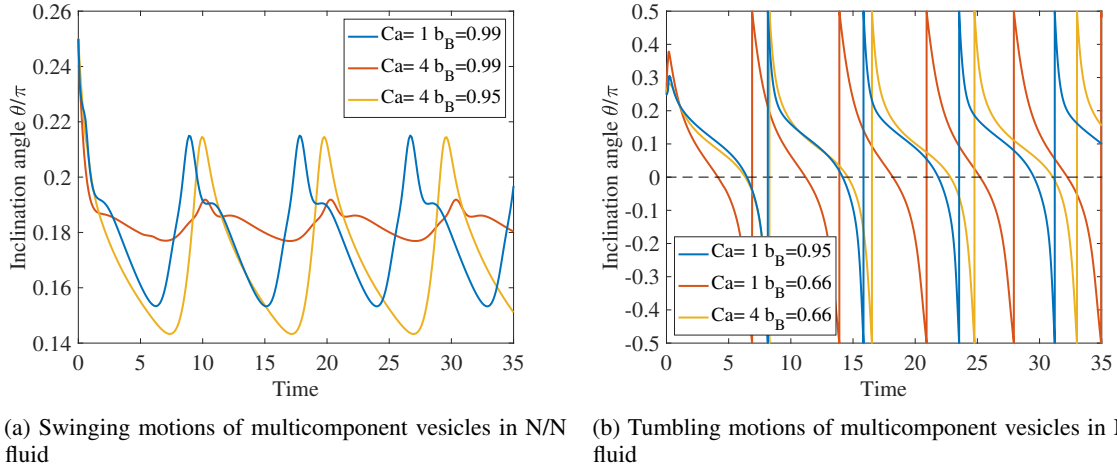 0.26
0.24
0.22
0.2
0.18
0.16
0.14
Inclination angle θ/π
Ca= 1 b_B=0.99
Ca= 4 b_B=0.99
Ca= 4 b_B=0.95
0 5 10 15 20 25 30 35
Time
(a) Swinging motions of multicomponent vesicles in N/N
fluid
0.5
0.4
0.3
0.2
0.1
0
-0.1
-0.2
-0.3
-0.4
-0.5
Inclination angle θ/π
Ca= 1 b_B=0.95
Ca= 1 b_B=0.66
Ca= 4 b_B=0.66
0 5 10 15 20 25 30 35
Time
(b) Tumbling motions of multicomponent vesicles in
fluid